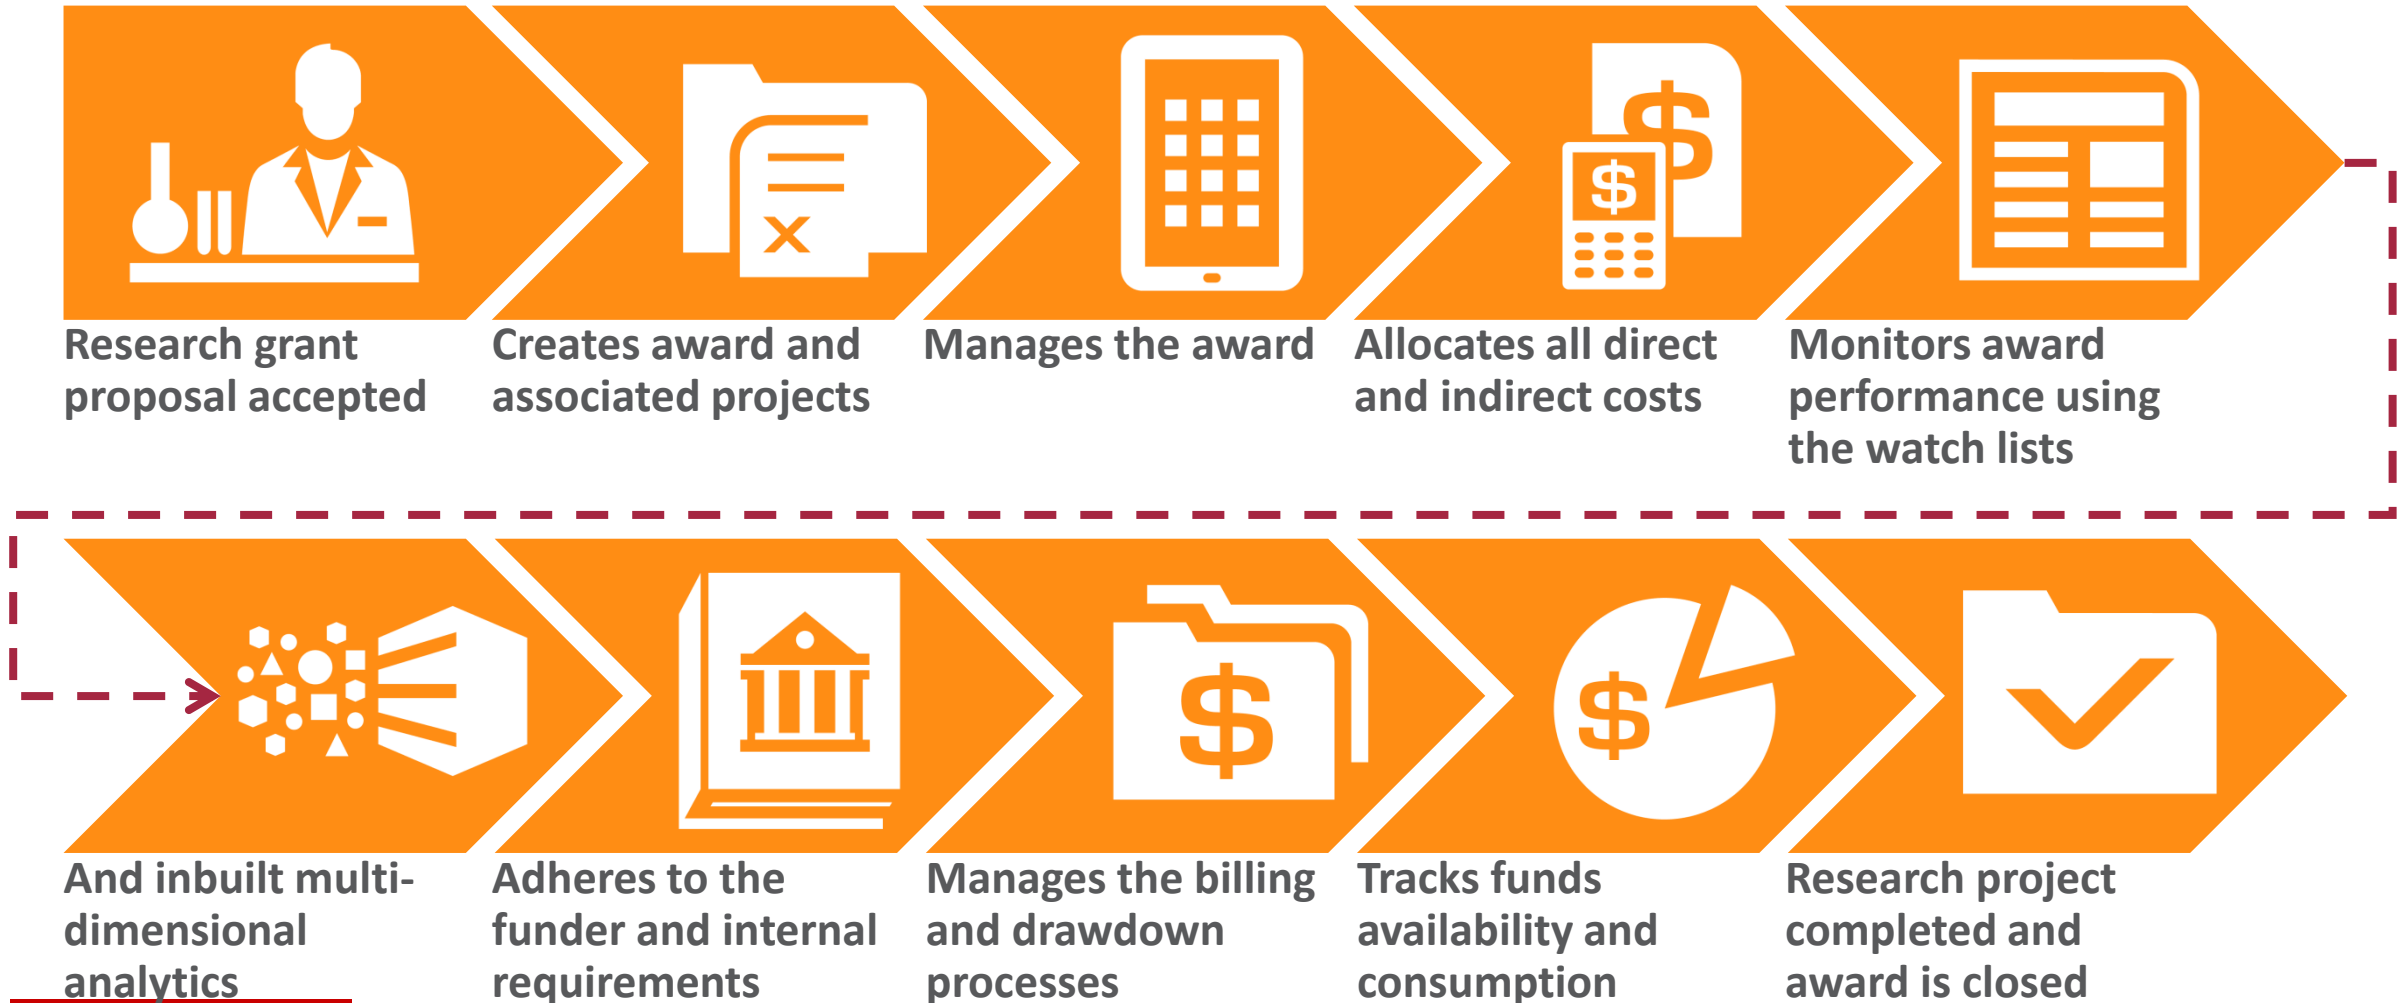 $
$
Research grant
proposal accepted
Creates award and
associated projects
Manages the award
Allocates all direct
and indirect costs
Monitors award
performance using
the watch lists
$
$
And inbuilt multi-
dimensional
analytics
Adheres to the
funder and internal
requirements
Manages the billing
and drawdown
processes
Tracks funds
availability and
consumption
Research project
completed and
award is closed